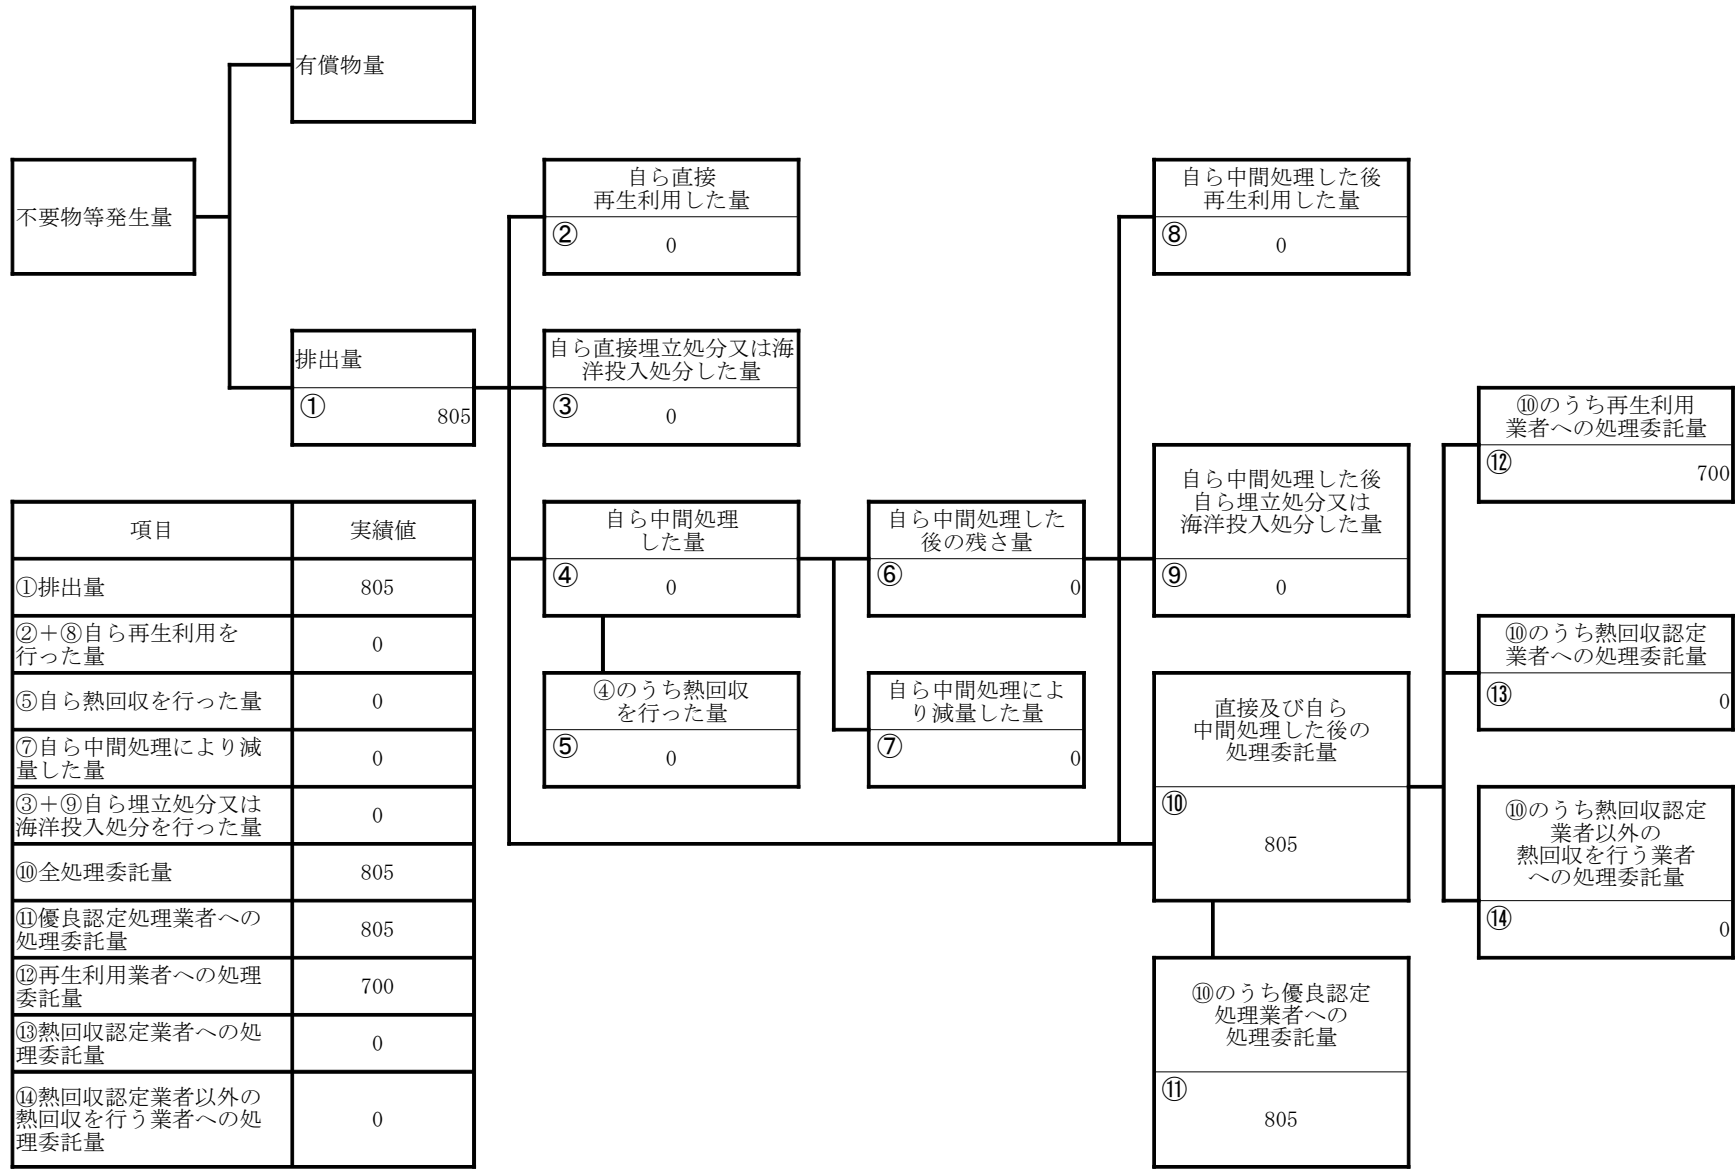 有償物量
不要物等発生量
自ら直接
再生利用した量
②
0
自ら中間処理した後
再生利用した量
⑧
0
排出量
①
805
自ら直接埋立処分又は海
洋投入処分した量
③
0
⑩のうち再生利用
業者への処理委託量
⑫
700
自ら中間処理
した量
④
0
自ら中間処理した
後の残さ量
⑥
0
自ら中間処理した後
自ら埋立処分又は
海洋投入処分した量
⑨
0
⑩のうち熱回収認定
業者への処理委託量
⑬
0
④のうち熱回収
を行った量
⑤
0
自ら中間処理によ
り減量した量
⑦
0
直接及び自ら
中間処理した後の
処理委託量
⑩
805
⑩のうち熱回収認定
業者以外の
熱回収を行う業者
への処理委託量
⑭
0
⑩のうち優良認定
処理業者への
処理委託量
⑪
805
項目 実績値
①排出量 805
②＋⑧自ら再生利用を
行った量 0
⑤自ら熱回収を行った量 0
⑦自ら中間処理により減
量した量 0
③＋⑨自ら埋立処分又は
海洋投入処分を行った量 0
⑩全処理委託量 805
⑪優良認定処理業者への
処理委託量 805
⑫再生利用業者への処理
委託量 700
⑬熱回収認定業者への処
理委託量 0
⑭熱回収認定業者以外の
熱回収を行う業者への処
理委託量 0